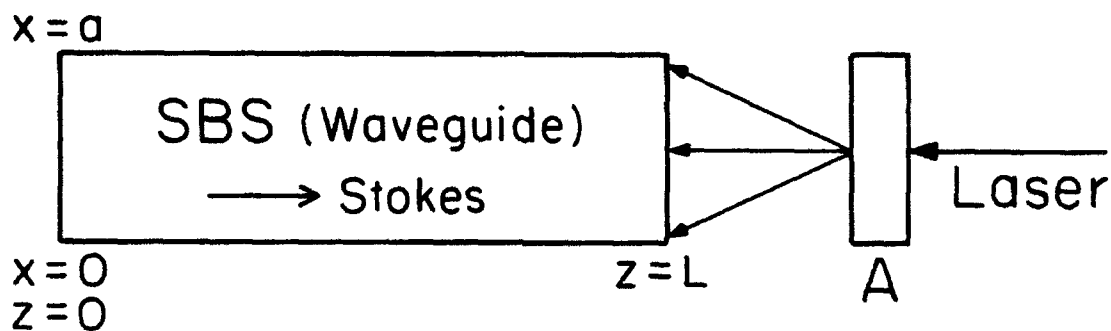 x = a
SBS (Waveguide)
→ Stokes
Laser
x = 0
z = 0
z = L
A